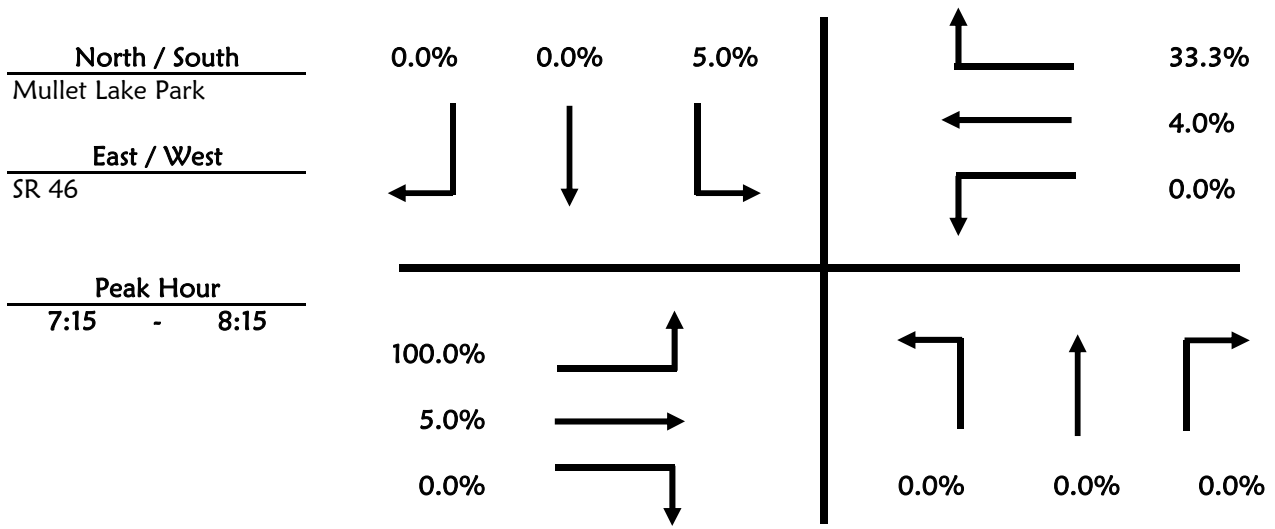 North / South
Mullet Lake Park
East / West
SR 46
Peak Hour
7:15 - 8:15
0.0% 0.0% 5.0%
33.3%
4.0%
0.0%
100.0%
5.0%
0.0%
0.0% 0.0% 0.0%